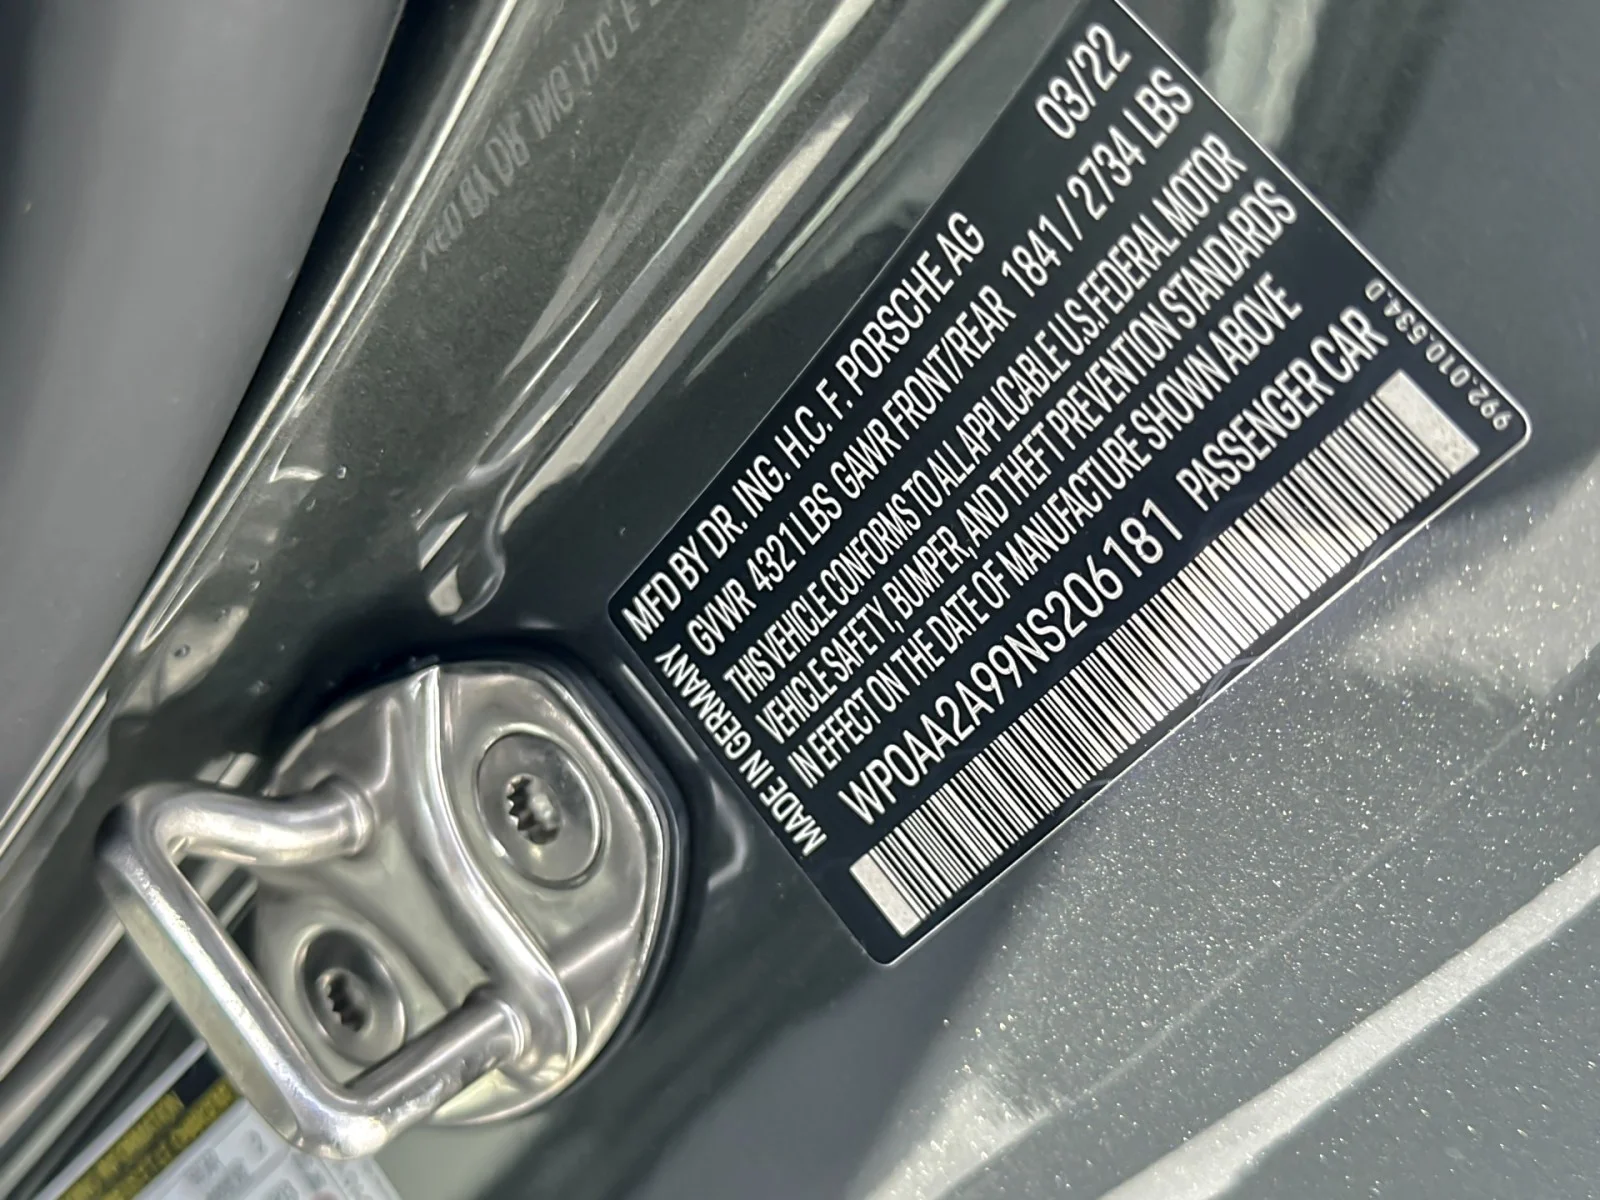 MFD BY DR. ING. H.C. F. PORSCHE AG 03/22
GVWR 4321 LBS GAWR FRONT/REAR 1841 / 2734 LBS
THIS VEHICLE CONFORMS TO ALL APPLICABLE U.S.FEDERAL MOTOR
VEHICLE SAFETY, BUMPER, AND THEFT PREVENTION STANDARDS
IN EFFECT ON THE DATE OF MANUFACTURE SHOWN ABOVE
WP0AA2A99NS206181 PASSENGER CAR
MADE IN GERMANY
992.010.534.D